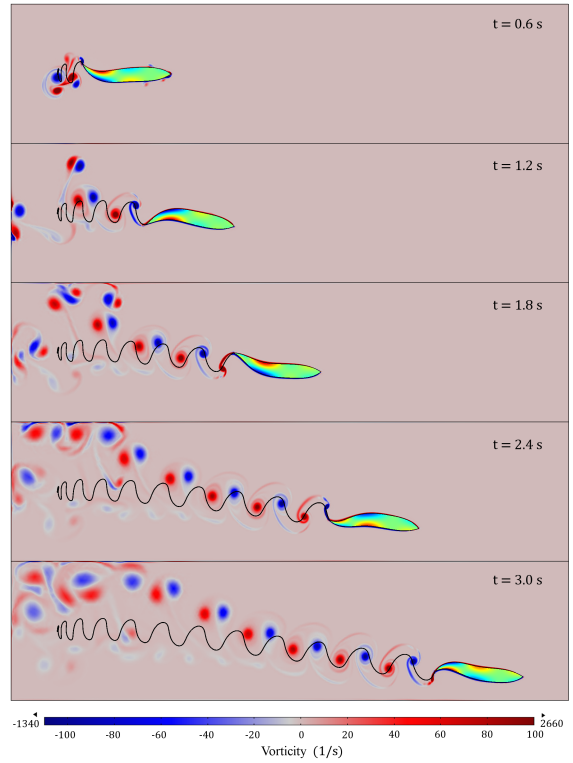 t = 0.6 s
t = 1.2 s
t = 1.8 s
t = 2.4 s
t = 3.0 s
-1340 -100 -80 -60 -40 -20 0 20 40 60 80 100 2660
Vorticity (1/s)